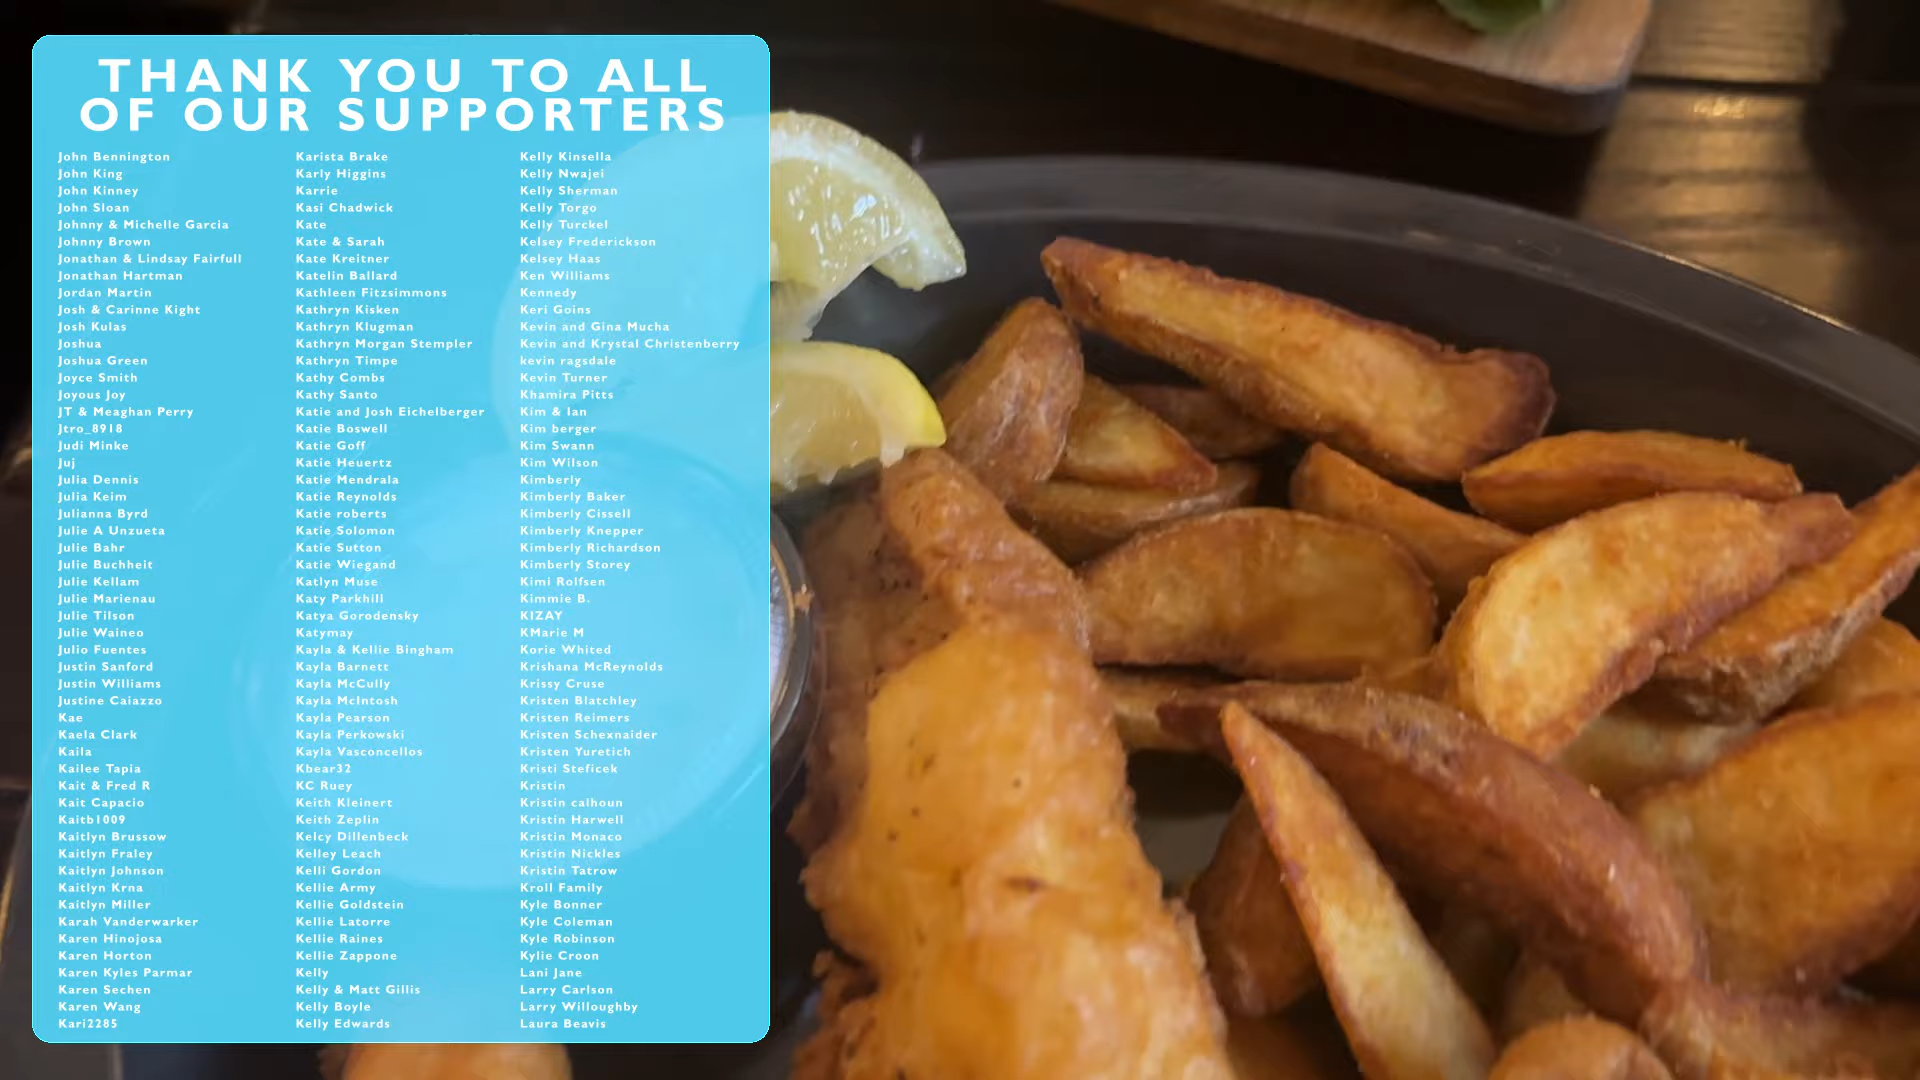 THANK YOU TO ALL
OF OUR SUPPORTERS
John Bennington
John King
John Kinney
John Sloan
Johnny & Michelle Garcia
Johnny Brown
Jonathan & Lindsay Fairfull
Jonathan Hartman
Jordan Martin
Josh & Carinne Kight
Josh Kulas
Joshua
Joshua Green
Joyce Smith
Joyous Joy
JT & Meaghan Perry
Jtro_8918
Judi Minke
Juj
Julia Dennis
Julia Keim
Julianna Byrd
Julie A Unzueta
Julie Bahr
Julie Buchheit
Julie Kellam
Julie Marienau
Julie Tilson
Julie Waineo
Julio Fuentes
Justin Sanford
Justin Williams
Justine Caiazzo
Kae
Kaela Clark
Kaila
Kailee Tapia
Kait & Fred R
Kait Capacio
Kaitb1009
Kaitlyn Brussow
Kaitlyn Fraley
Kaitlyn Johnson
Kaitlyn Krna
Kaitlyn Miller
Karah Vanderwarker
Karen Hinojosa
Karen Horton
Karen Kyles Parmar
Karen Sechen
Karen Wang
Kari2285
Karista Brake
Karly Higgins
Karrie
Kasi Chadwick
Kate
Kate & Sarah
Kate Kreitner
Katelin Ballard
Kathleen Fitzsimmons
Kathryn Kisken
Kathryn Klugman
Kathryn Morgan Stempler
Kathryn Timpe
Kathy Combs
Kathy Santo
Katie and Josh Eichelberger
Katie Boswell
Katie Goff
Katie Heuertz
Katie Mendrala
Katie Reynolds
Katie roberts
Katie Solomon
Katie Sutton
Katie Wiegand
Katlyn Muse
Katy Parkhill
Katya Gorodensky
Katymay
Kayla & Kellie Bingham
Kayla Barnett
Kayla McCully
Kayla McIntosh
Kayla Pearson
Kayla Perkowski
Kayla Vasconcellos
Kbear32
KC Ruey
Keith Kleinert
Keith Zeplin
Kelcy Dillenbeck
Kelley Leach
Kelli Gordon
Kellie Army
Kellie Goldstein
Kellie Latorre
Kellie Raines
Kellie Zappone
Kelly
Kelly & Matt Gillis
Kelly Boyle
Kelly Edwards
Kelly Kinsella
Kelly Nwajei
Kelly Sherman
Kelly Torgo
Kelly Turckel
Kelsey Frederickson
Kelsey Haas
Ken Williams
Kennedy
Keri Goins
Kevin and Gina Mucha
Kevin and Krystal Christenberry
kevin ragsdale
Kevin Turner
Khamira Pitts
Kim & Ian
Kim berger
Kim Swann
Kim Wilson
Kimberly
Kimberly Baker
Kimberly Cissell
Kimberly Knepper
Kimberly Richardson
Kimberly Storey
Kimi Rolfsen
Kimmie B.
KIZAY
KMarie M
Korie Whited
Krishana McReynolds
Krissy Cruse
Kristen Blatchley
Kristen Reimers
Kristen Schexnaider
Kristen Yuretich
Kristi Steficek
Kristin
Kristin calhoun
Kristin Harwell
Kristin Monaco
Kristin Nickles
Kristin Tatrow
Kroll Family
Kyle Bonner
Kyle Coleman
Kyle Robinson
Kylie Croon
Lani Jane
Larry Carlson
Larry Willoughby
Laura Beavis